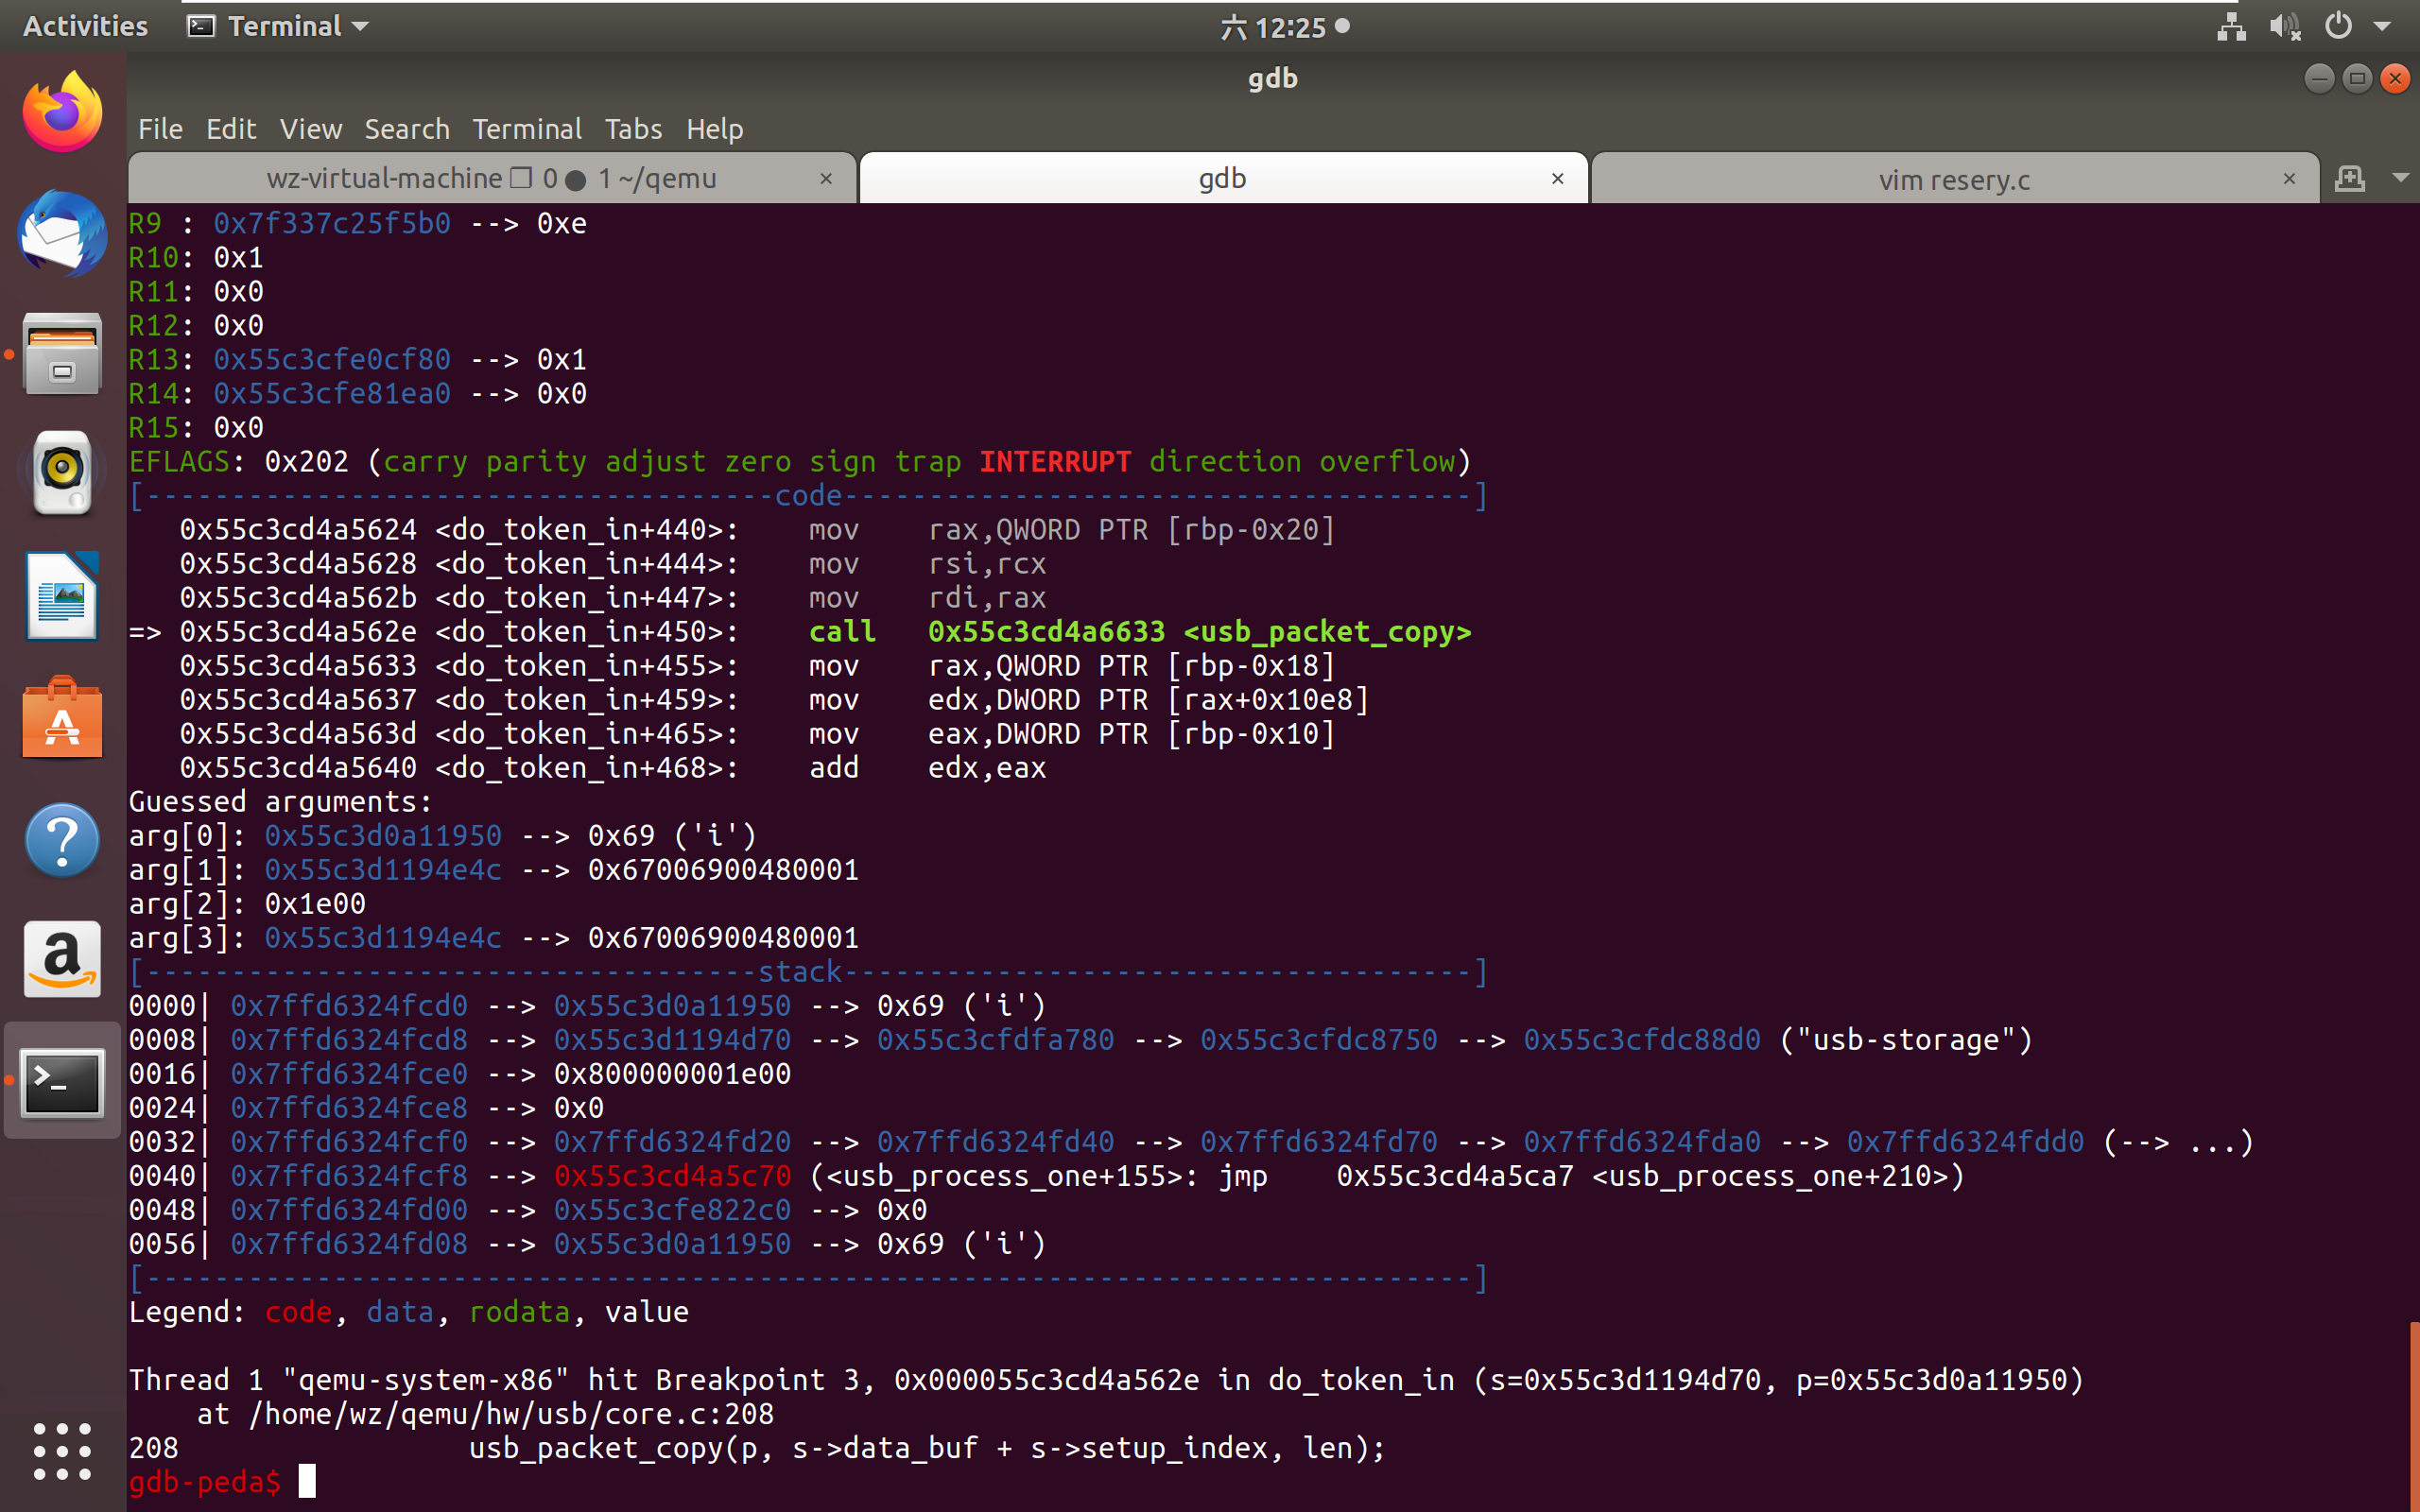 Activities Terminal 六 12:25
gdb
File Edit View Search Terminal Tabs Help
wz-virtual-machine ❐ 0 ● 1 ~/qemu × gdb × vim resery.c ×
R9 : 0x7f337c25f5b0 --> 0xe
R10: 0x1
R11: 0x0
R12: 0x0
R13: 0x55c3cfe0cf80 --> 0x1
R14: 0x55c3cfe81ea0 --> 0x0
R15: 0x0
EFLAGS: 0x202 (carry parity adjust zero sign trap INTERRUPT direction overflow)
[-------------------------------------code-------------------------------------]
   0x55c3cd4a5624 <do_token_in+440>:	mov    rax,QWORD PTR [rbp-0x20]
   0x55c3cd4a5628 <do_token_in+444>:	mov    rsi,rcx
   0x55c3cd4a562b <do_token_in+447>:	mov    rdi,rax
=> 0x55c3cd4a562e <do_token_in+450>:	call   0x55c3cd4a6633 <usb_packet_copy>
   0x55c3cd4a5633 <do_token_in+455>:	mov    rax,QWORD PTR [rbp-0x18]
   0x55c3cd4a5637 <do_token_in+459>:	mov    edx,DWORD PTR [rax+0x10e8]
   0x55c3cd4a563d <do_token_in+465>:	mov    eax,DWORD PTR [rbp-0x10]
   0x55c3cd4a5640 <do_token_in+468>:	add    edx,eax
Guessed arguments:
arg[0]: 0x55c3d0a11950 --> 0x69 ('i')
arg[1]: 0x55c3d1194e4c --> 0x67006900480001
arg[2]: 0x1e00
arg[3]: 0x55c3d1194e4c --> 0x67006900480001
[------------------------------------stack-------------------------------------]
0000| 0x7ffd6324fcd0 --> 0x55c3d0a11950 --> 0x69 ('i')
0008| 0x7ffd6324fcd8 --> 0x55c3d1194d70 --> 0x55c3cfdfa780 --> 0x55c3cfdc8750 --> 0x55c3cfdc88d0 ("usb-storage")
0016| 0x7ffd6324fce0 --> 0x800000001e00
0024| 0x7ffd6324fce8 --> 0x0
0032| 0x7ffd6324fcf0 --> 0x7ffd6324fd20 --> 0x7ffd6324fd40 --> 0x7ffd6324fd70 --> 0x7ffd6324fda0 --> 0x7ffd6324fdd0 (--> ...)
0040| 0x7ffd6324fcf8 --> 0x55c3cd4a5c70 (<usb_process_one+155>: jmp    0x55c3cd4a5ca7 <usb_process_one+210>)
0048| 0x7ffd6324fd00 --> 0x55c3cfe822c0 --> 0x0
0056| 0x7ffd6324fd08 --> 0x55c3d0a11950 --> 0x69 ('i')
[------------------------------------------------------------------------------]
Legend: code, data, rodata, value
Thread 1 "qemu-system-x86" hit Breakpoint 3, 0x000055c3cd4a562e in do_token_in (s=0x55c3d1194d70, p=0x55c3d0a11950)
    at /home/wz/qemu/hw/usb/core.c:208
208	            usb_packet_copy(p, s->data_buf + s->setup_index, len);
gdb-peda$